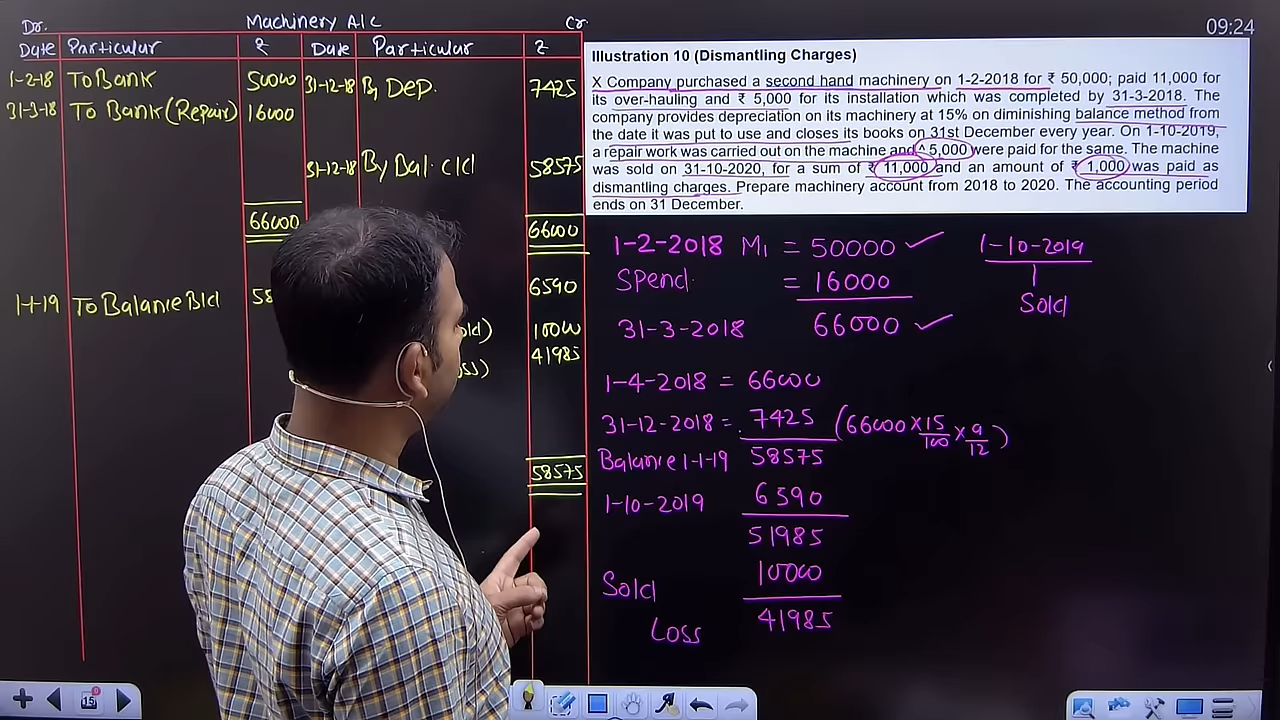 09:24
Dr. Machinery A/c Cr.
Date Particular ₹ Date Particular ₹
1-2-18 To Bank 50000 31-12-18 By Dep. 7425
31-3-18 To Bank (Repair) 16000
31-12-18 By Bal. c/d 58575
66000 66000
1-1-19 To Balance B/d 58 6590
10000
41985
58575
Illustration 10 (Dismantling Charges)
X Company purchased a second hand machinery on 1-2-2018 for ₹ 50,000; paid 11,000 for
its over-hauling and ₹ 5,000 for its installation which was completed by 31-3-2018. The
company provides depreciation on its machinery at 15% on diminishing balance method from
the date it was put to use and closes its books on 31st December every year. On 1-10-2019,
a repair work was carried out on the machine and ^ 5,000 were paid for the same. The machine
was sold on 31-10-2020, for a sum of ₹ 11,000 and an amount of ₹ 1,000 was paid as
dismantling charges. Prepare machinery account from 2018 to 2020. The accounting period
ends on 31 December.
1-2-2018 M1 = 50000
Spend = 16000
31-3-2018 66000
1-10-2019
Sold
1-4-2018 = 66000
31-12-2018 = 7425 (66000 × 15/100 × 9/12)
Balance 1-1-19 58575
1-10-2019 6590
51985
Sold 10000
Loss 41985
15